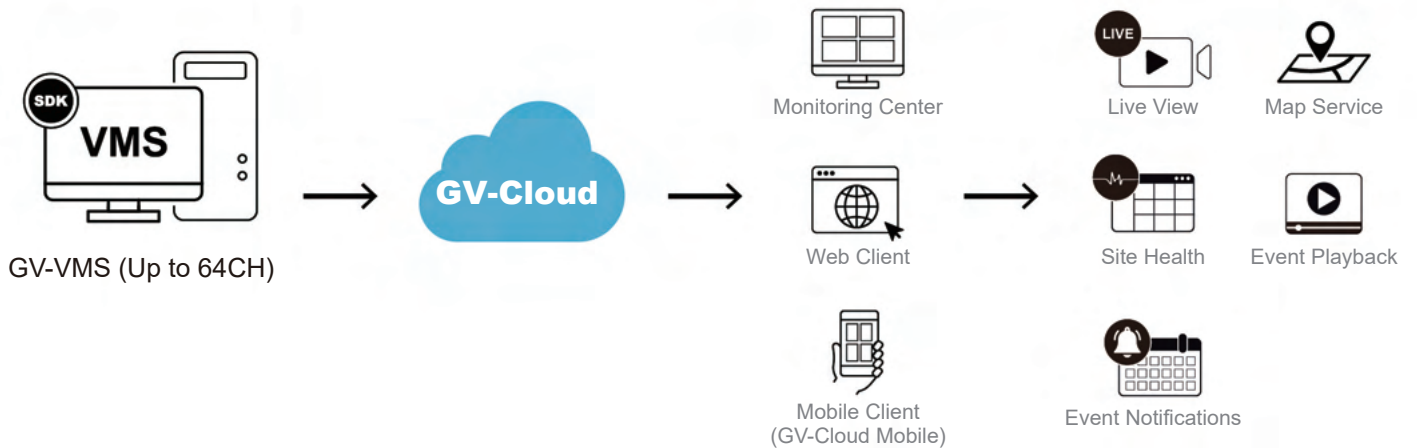 SDK
VMS
GV-VMS (Up to 64CH)
GV-Cloud
Monitoring Center
Web Client
Mobile Client
(GV-Cloud Mobile)
LIVE
Live View
Map Service
Site Health
Event Playback
Event Notifications